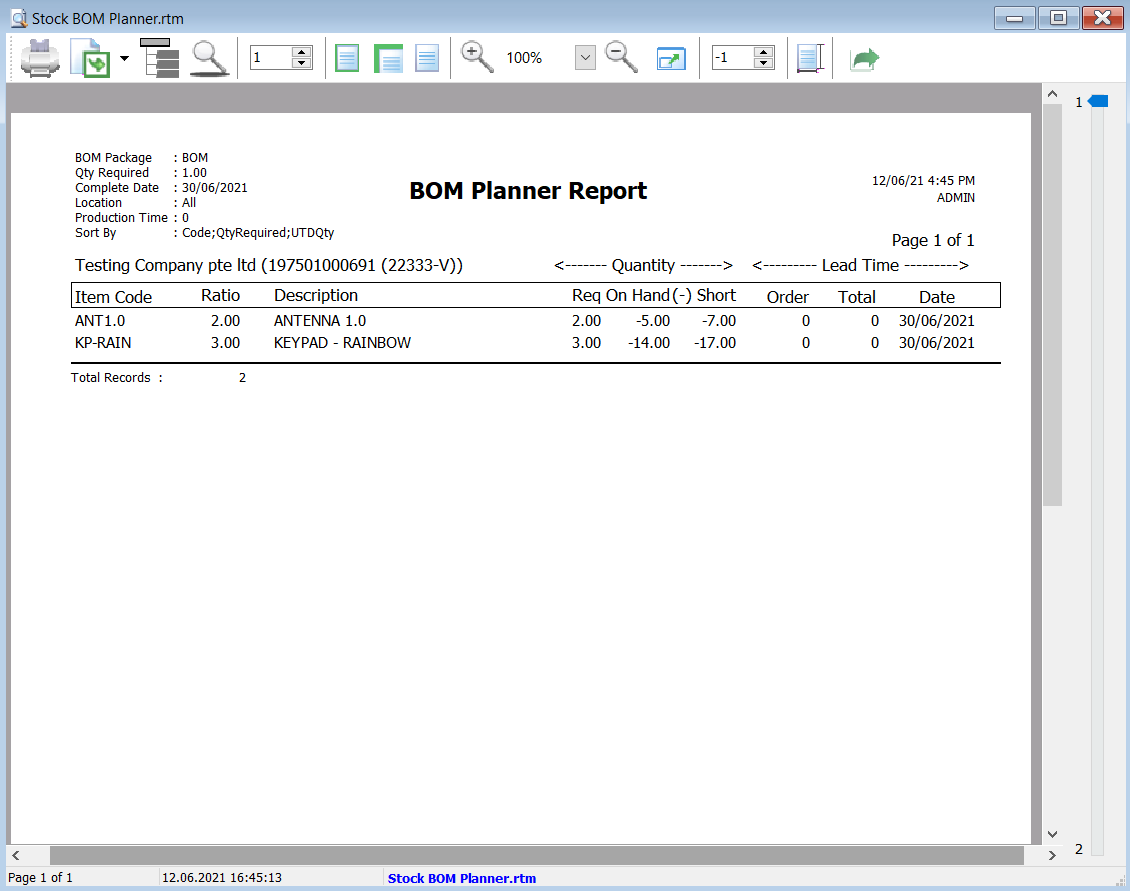 Stock BOM Planner.rtm
1
100%
-1
1
BOM Package : BOM
Qty Required : 1.00
Complete Date : 30/06/2021
Location : All
Production Time : 0
Sort By : Code;QtyRequired;UTDQty
BOM Planner Report
12/06/21 4:45 PM
ADMIN
Page 1 of 1
Testing Company pte ltd (197501000691 (22333-V)) <------- Quantity -------> <--------- Lead Time --------->
Item Code Ratio Description Req On Hand (-) Short Order Total Date
ANT1.0 2.00 ANTENNA 1.0 2.00 -5.00 -7.00 0 0 30/06/2021
KP-RAIN 3.00 KEYPAD - RAINBOW 3.00 -14.00 -17.00 0 0 30/06/2021
Total Records : 2
2
Page 1 of 1 12.06.2021 16:45:13 Stock BOM Planner.rtm